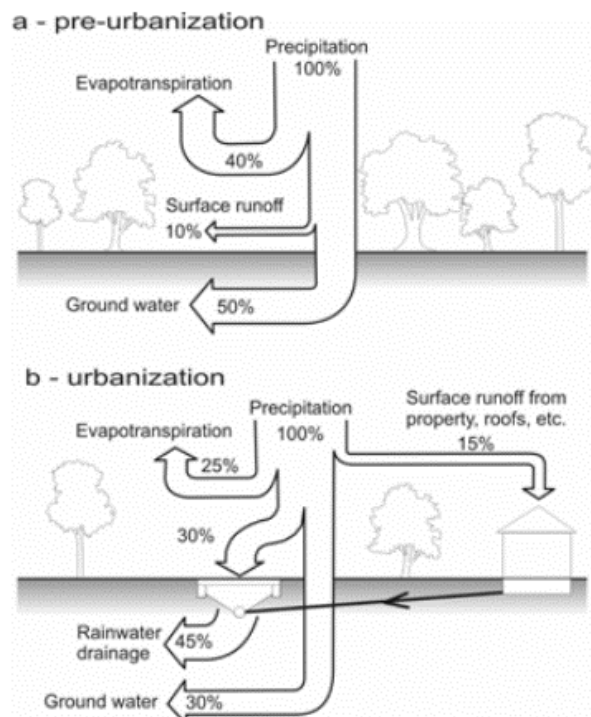 a - pre-urbanization
Precipitation
100%
Evapotranspiration
40%
Surface runoff
10%
Ground water
50%
b - urbanization
Surface runoff from
property, roofs, etc.
15%
Precipitation
100%
Evapotranspiration
25%
30%
Rainwater
drainage
45%
Ground water
30%